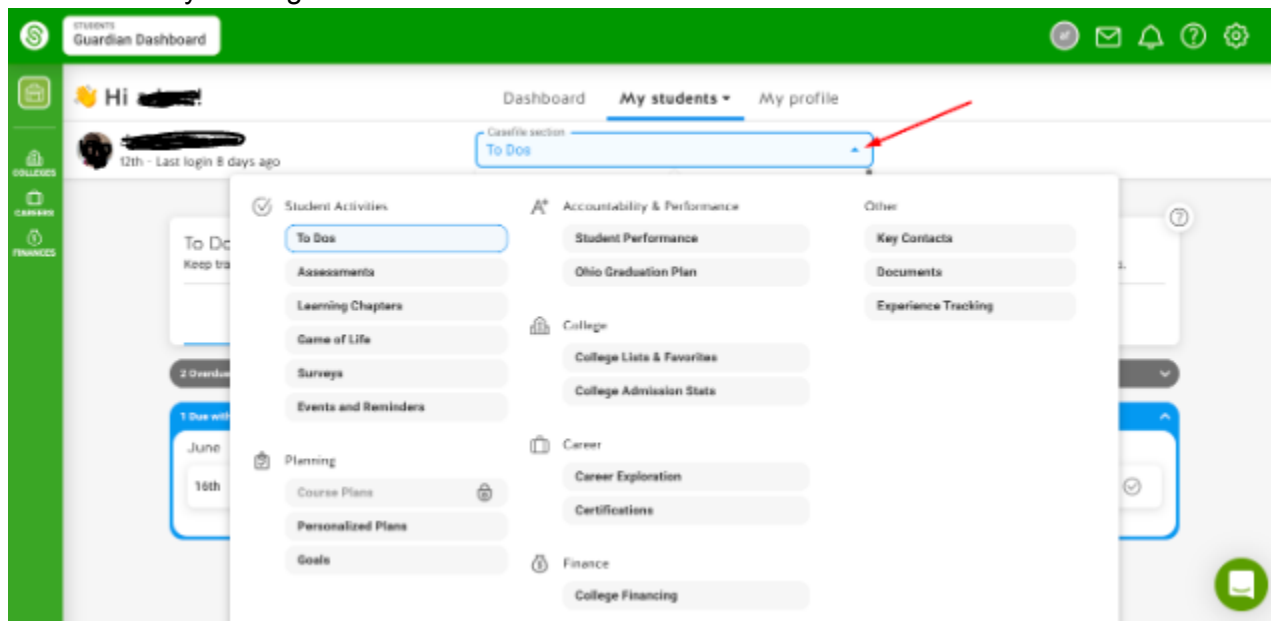 STUDENTS
Guardian Dashboard
Hi
Dashboard My students My profile
12th - Last login 8 days ago
Casefile section
To Dos
COLLEGES
CAREERS
FINANCES
To Do
Keep tra
2 Overdue
1 Due with
June
16th
Student Activities
To Dos
Assessments
Learning Chapters
Game of Life
Surveys
Events and Reminders
Planning
Course Plans
Personalized Plans
Goals
Accountability & Performance
Student Performance
Ohio Graduation Plan
College
College Lists & Favorites
College Admission Stats
Career
Career Exploration
Certifications
Finance
College Financing
Other
Key Contacts
Documents
Experience Tracking